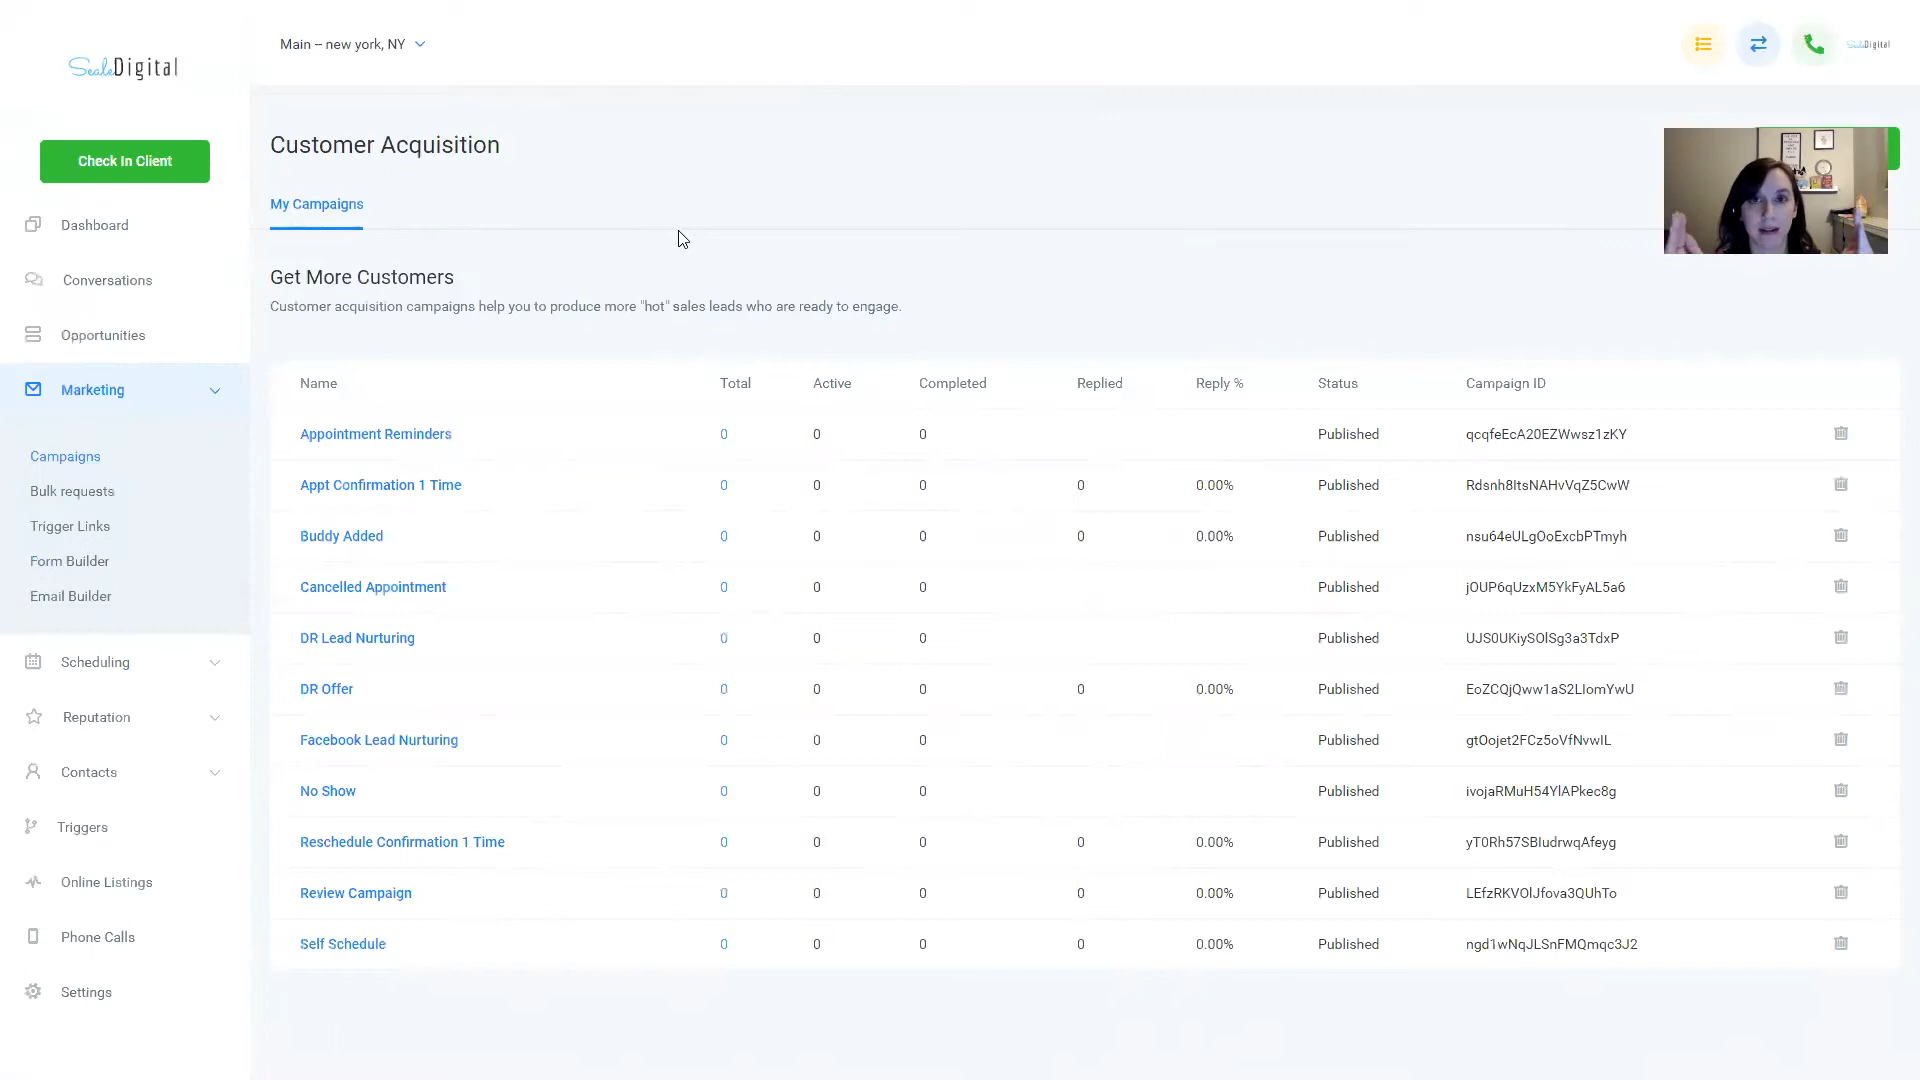 SealeDigital
Main – new york, NY
SealeDigital
Check In Client
Dashboard
Conversations
Opportunities
Marketing
Campaigns
Bulk requests
Trigger Links
Form Builder
Email Builder
Scheduling
Reputation
Contacts
Triggers
Online Listings
Phone Calls
Settings
Customer Acquisition
My Campaigns
Get More Customers
Customer acquisition campaigns help you to produce more "hot" sales leads who are ready to engage.
Name Total Active Completed Replied Reply % Status Campaign ID
Appointment Reminders 0 0 0 Published qcqfeEcA20EZWwsz1zKY
Appt Confirmation 1 Time 0 0 0 0 0.00% Published Rdsnh8ItsNAHvVqZ5CwW
Buddy Added 0 0 0 0 0.00% Published nsu64eULgOoExcbPTmyh
Cancelled Appointment 0 0 0 Published jOUP6qUzxM5YkFyAL5a6
DR Lead Nurturing 0 0 0 Published UJS0UKiySOlSg3a3TdxP
DR Offer 0 0 0 0 0.00% Published EoZCQjQww1aS2LIomYwU
Facebook Lead Nurturing 0 0 0 Published gtOojet2FCz5oVfNvwIL
No Show 0 0 0 Published ivojaRMuH54YlAPkec8g
Reschedule Confirmation 1 Time 0 0 0 0 0.00% Published yT0Rh57SBIudrwqAfeyg
Review Campaign 0 0 0 0 0.00% Published LEfzRKVOlJfova3QUhTo
Self Schedule 0 0 0 0 0.00% Published ngd1wNqJLSnFMQmqc3J2